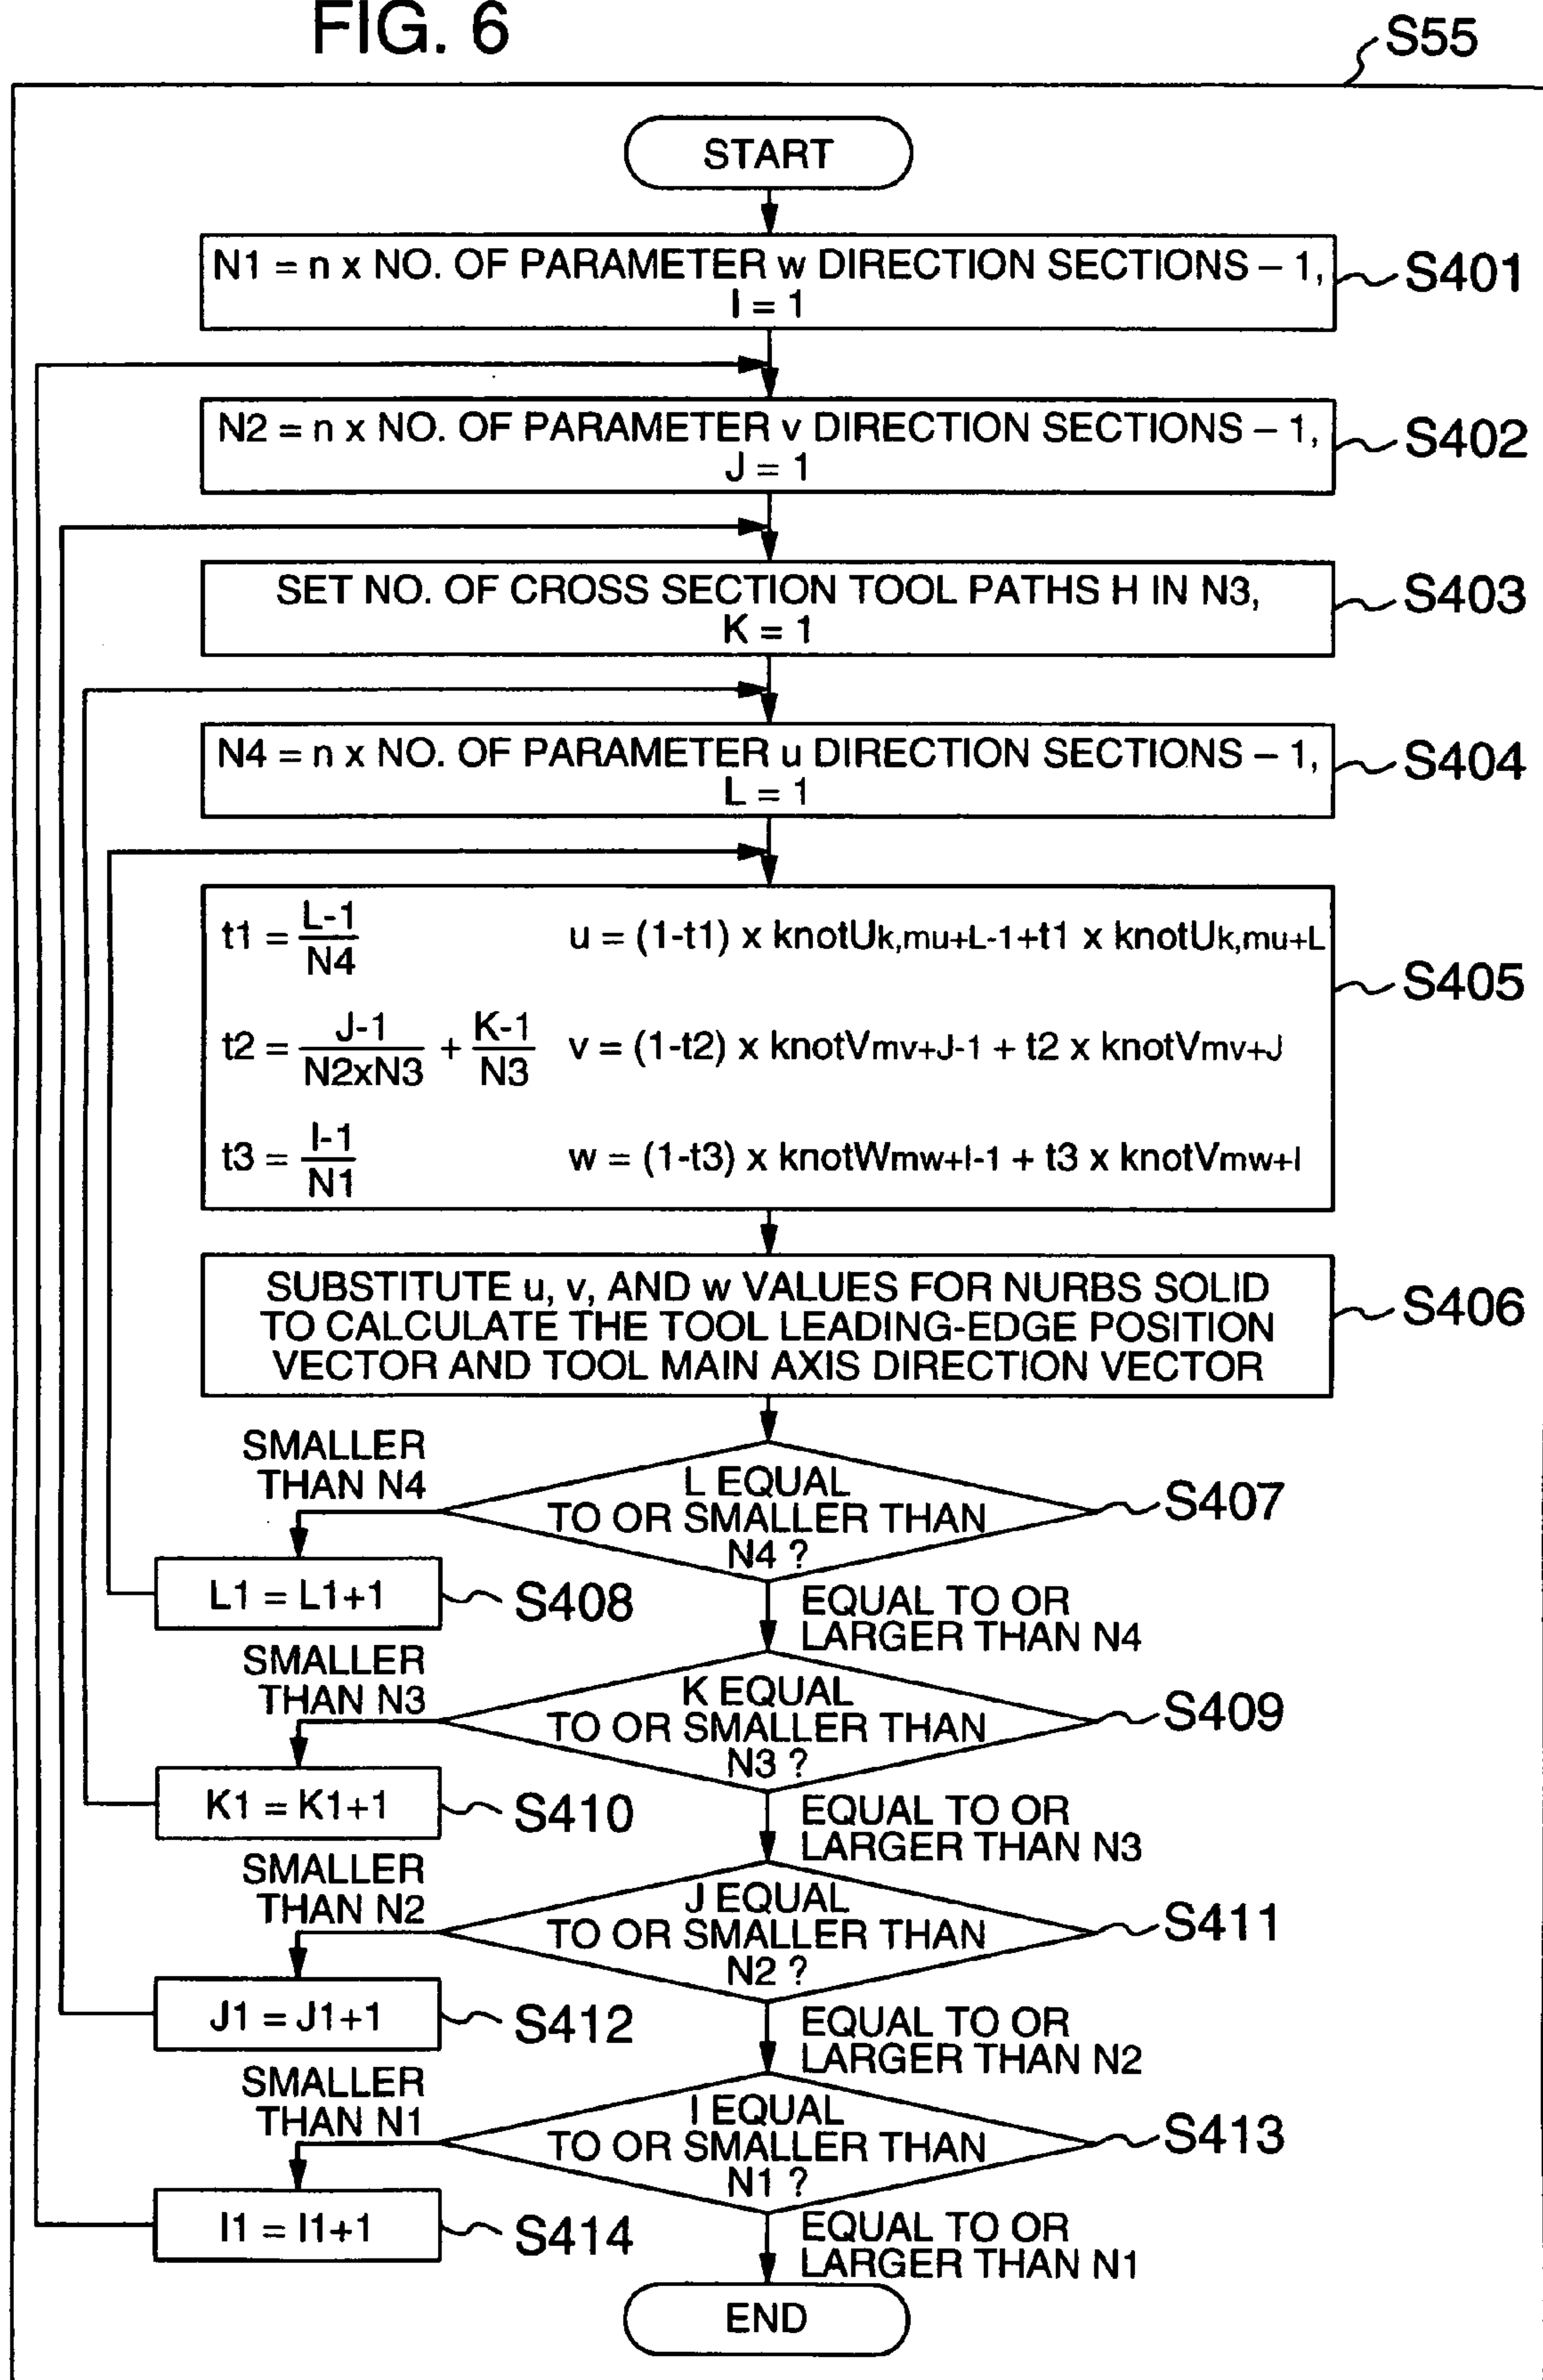 FIG. 6
S55
START
N1 = n x NO. OF PARAMETER w DIRECTION SECTIONS – 1,
I = 1
S401
N2 = n x NO. OF PARAMETER v DIRECTION SECTIONS – 1,
J = 1
S402
SET NO. OF CROSS SECTION TOOL PATHS H IN N3,
K = 1
S403
N4 = n x NO. OF PARAMETER u DIRECTION SECTIONS – 1,
L = 1
S404
t1 = L-1/N4 u = (1-t1) x knotUk,mu+L-1+t1 x knotUk,mu+L
S405
t2 = J-1/N2xN3 + K-1/N3 v = (1-t2) x knotVmv+J-1 + t2 x knotVmv+J
t3 = I-1/N1 w = (1-t3) x knotWmw+I-1 + t3 x knotVmw+I
SUBSTITUTE u, v, AND w VALUES FOR NURBS SOLID
TO CALCULATE THE TOOL LEADING-EDGE POSITION
VECTOR AND TOOL MAIN AXIS DIRECTION VECTOR
S406
SMALLER
THAN N4
L EQUAL
TO OR SMALLER THAN
N4 ?
S407
L1 = L1+1
S408
EQUAL TO OR
LARGER THAN N4
SMALLER
THAN N3
K EQUAL
TO OR SMALLER THAN
N3 ?
S409
K1 = K1+1
S410
EQUAL TO OR
LARGER THAN N3
SMALLER
THAN N2
J EQUAL
TO OR SMALLER THAN
N2 ?
S411
J1 = J1+1
S412
EQUAL TO OR
LARGER THAN N2
SMALLER
THAN N1
I EQUAL
TO OR SMALLER THAN
N1 ?
S413
I1 = I1+1
S414
EQUAL TO OR
LARGER THAN N1
END